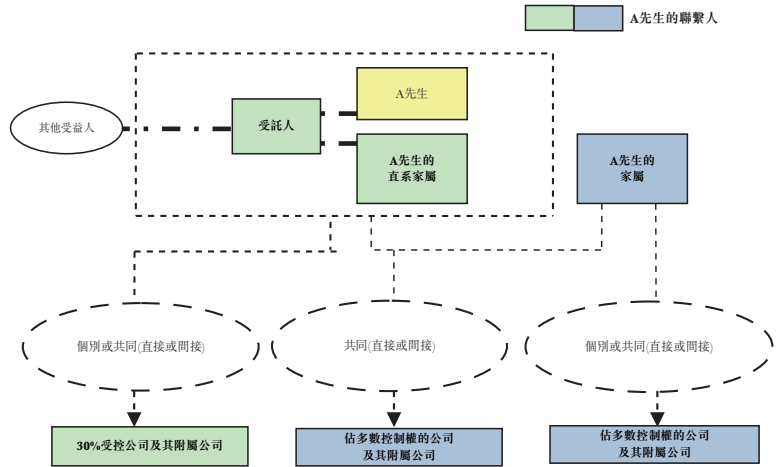 A先生的聯繫人
A先生
其他受益人
受託人
A先生的
直系家屬
A先生的
家屬
個別或共同(直接或間接)
共同(直接或間接)
個別或共同(直接或間接)
30%受控公司及其附屬公司
佔多數控制權的公司
及其附屬公司
佔多數控制權的公司
及其附屬公司